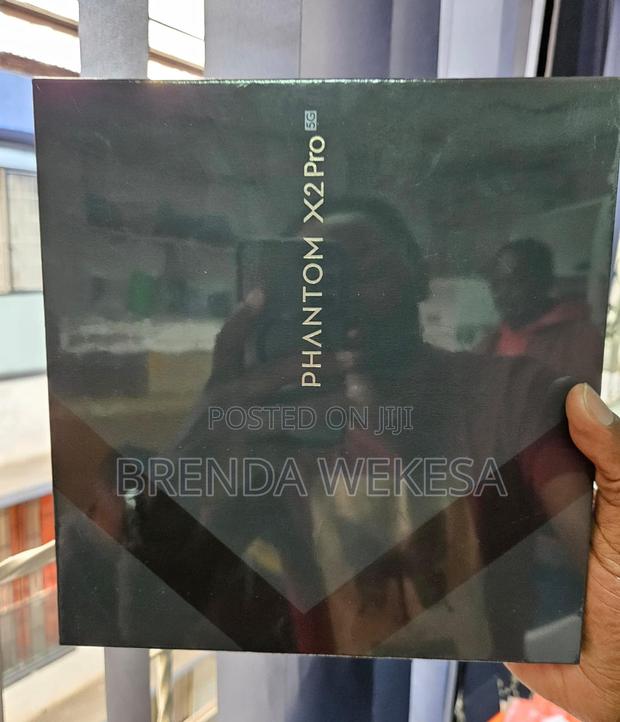 PHANTOM X2 Pro 5G
POSTED ON JIJI
BRENDA WEKESA